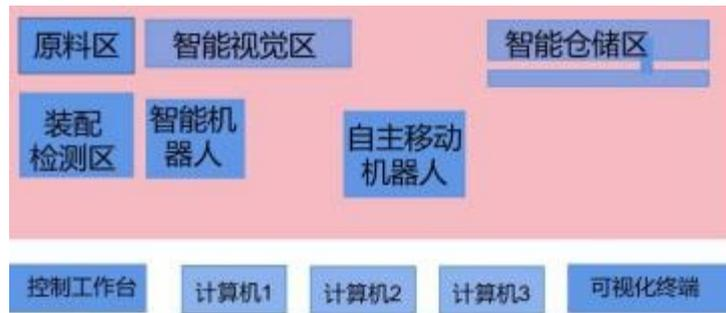 原料区
智能视觉区
智能仓储区
装配
检测区
智能机
器人
自主移动
机器人
控制工作台
计算机1
计算机2
计算机3
可视化终端